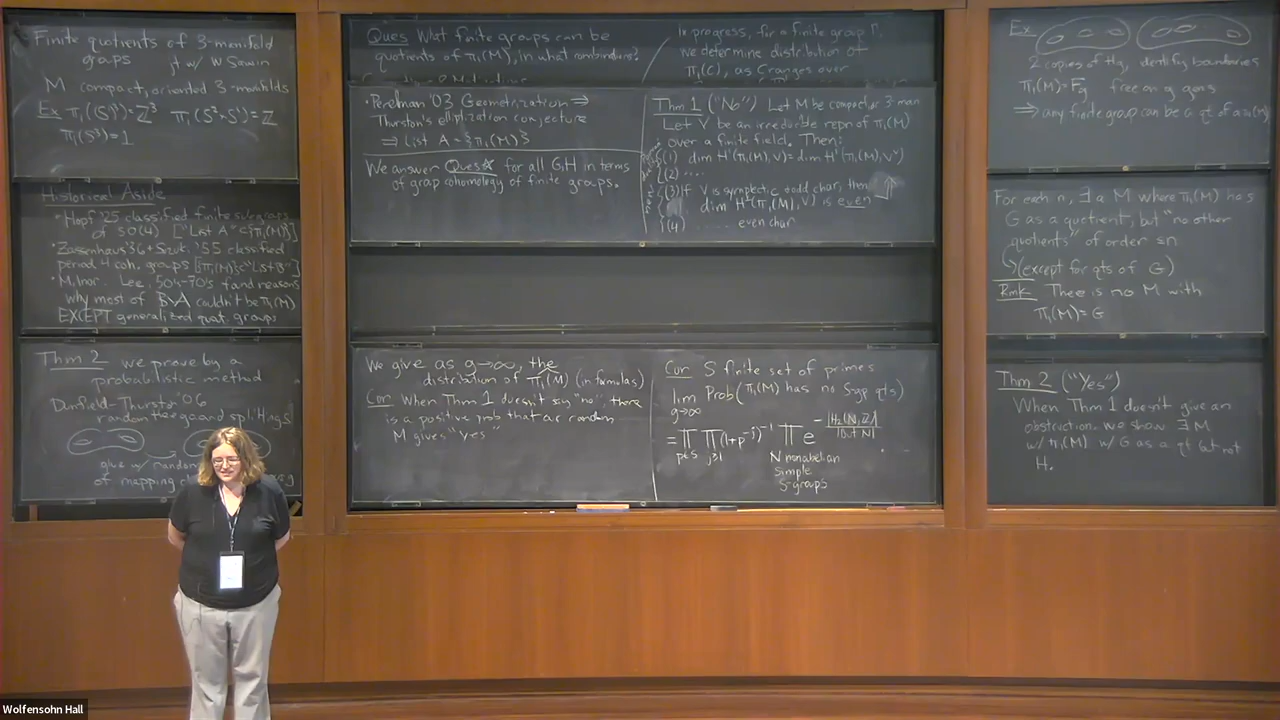 Finite quotients of 3-manifold
groups jt w/ W Sawin
M compact, oriented 3-manifolds
Ex π₁((S¹)³)=Z³ π₁(S²×S¹)=Z
π₁(S³)=1
Historical Aside
• Hopf '25 classified finite subgroups
of SO(4) ["List A"
Zassenhaus '36 + Suzuki '55 classified
period 4 coh. groups
• Milnor, Lee, 50s-70's found reasons
why most of B\A couldn't be π₁(M)
EXCEPT generalized quat. groups
Thm 2 we prove by a
probabilistic method
Dunfield-Thurston '06
random Heegaard splittings
glue w/ random
of mapping
Ques What finite groups can be
quotients of π₁(M), in what combinations?
In progress, for a finite group Γ,
we determine distribution of
π₁(C), as C ranges over
• Perelman '03 Geometrization ⇒
Thurston's elliptization conjecture
⇒ List A = {π₁(M)}
We answer Ques for all G, H in terms
of group cohomology of finite groups.
Thm 1 ("No") Let M be compact or 3-man
Let V be an irreducible repn of π₁(M)
over a finite field. Then:
(1) dim H¹(π₁(M),V) = dim H¹(π₁(M),V^∨)
(2) ....
(3) If V is symplectic + odd char, then
dim H¹(π₁(M),V) is even
(4) ..... even char
We give as g→∞, the
distribution of π₁(M) (in formulas)
Cor When Thm 1 doesn't say "no", there
is a positive prob that our random
M gives "yes"
Cor S finite set of primes
lim Prob(π₁(M) has no S-gp qts)
g→∞
= ∏ ∏ (1+p^{-j})^{-1} ∏ e^{-|H₂(N,Z)|/|Out N|}
p∈S j≥1 N nonabelian
simple
S-groups
Ex
2 copies of Hg, identify boundaries
π₁(M)=Fg free on g gens
⇒ any finite group can be a qt of a π₁(M)
For each n, ∃ a M where π₁(M) has
G as a quotient, but "no other
quotients" of order ≤n
(except for qts of G)
Rmk There is no M with
π₁(M)=G
Thm 2 ("Yes")
When Thm 1 doesn't give an
obstruction, we show ∃ M
w/ π₁(M) w/ G as a qt but not
H.
Wolfensohn Hall